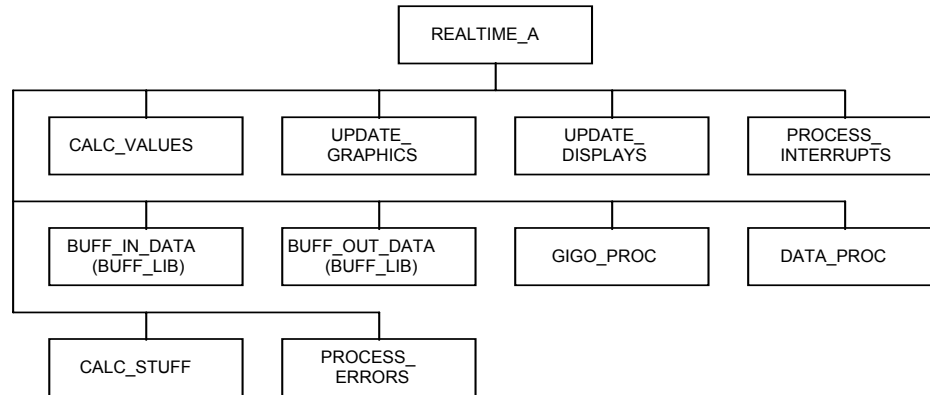 REALTIME_A
CALC_VALUES
UPDATE_
GRAPHICS
UPDATE_
DISPLAYS
PROCESS_
INTERRUPTS
BUFF_IN_DATA
(BUFF_LIB)
BUFF_OUT_DATA
(BUFF_LIB)
GIGO_PROC
DATA_PROC
CALC_STUFF
PROCESS_
ERRORS